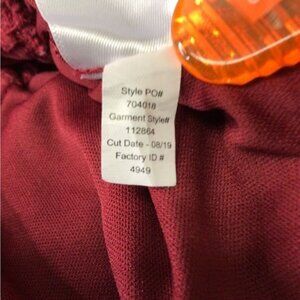 Style PO#
704018
Garment Style#
112864
Cut Date - 08/19
Factory ID #
4949